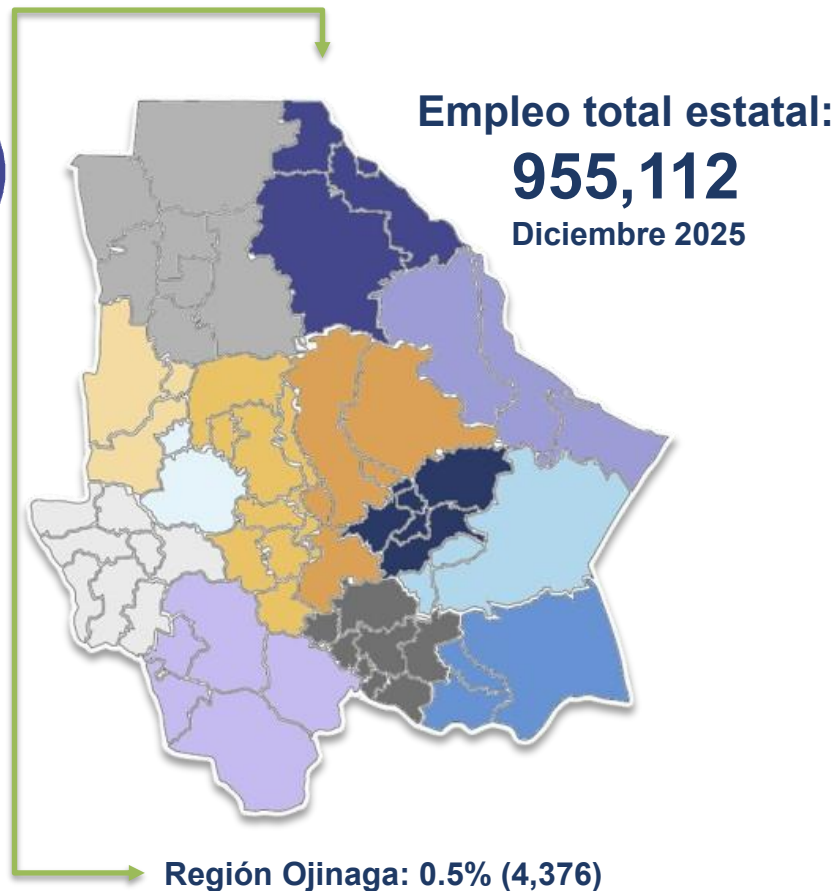 Empleo total estatal:
955,112
Diciembre 2025
Región Ojinaga: 0.5% (4,376)